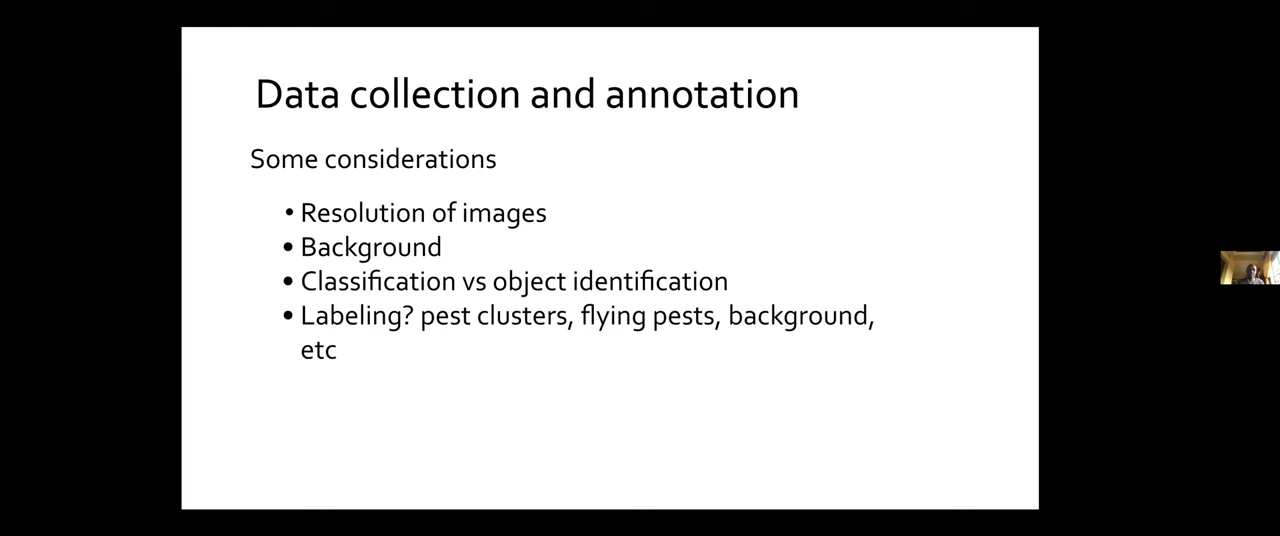 Data collection and annotation
Some considerations
• Resolution of images
• Background
• Classification vs object identification
• Labeling? pest clusters, flying pests, background,
etc